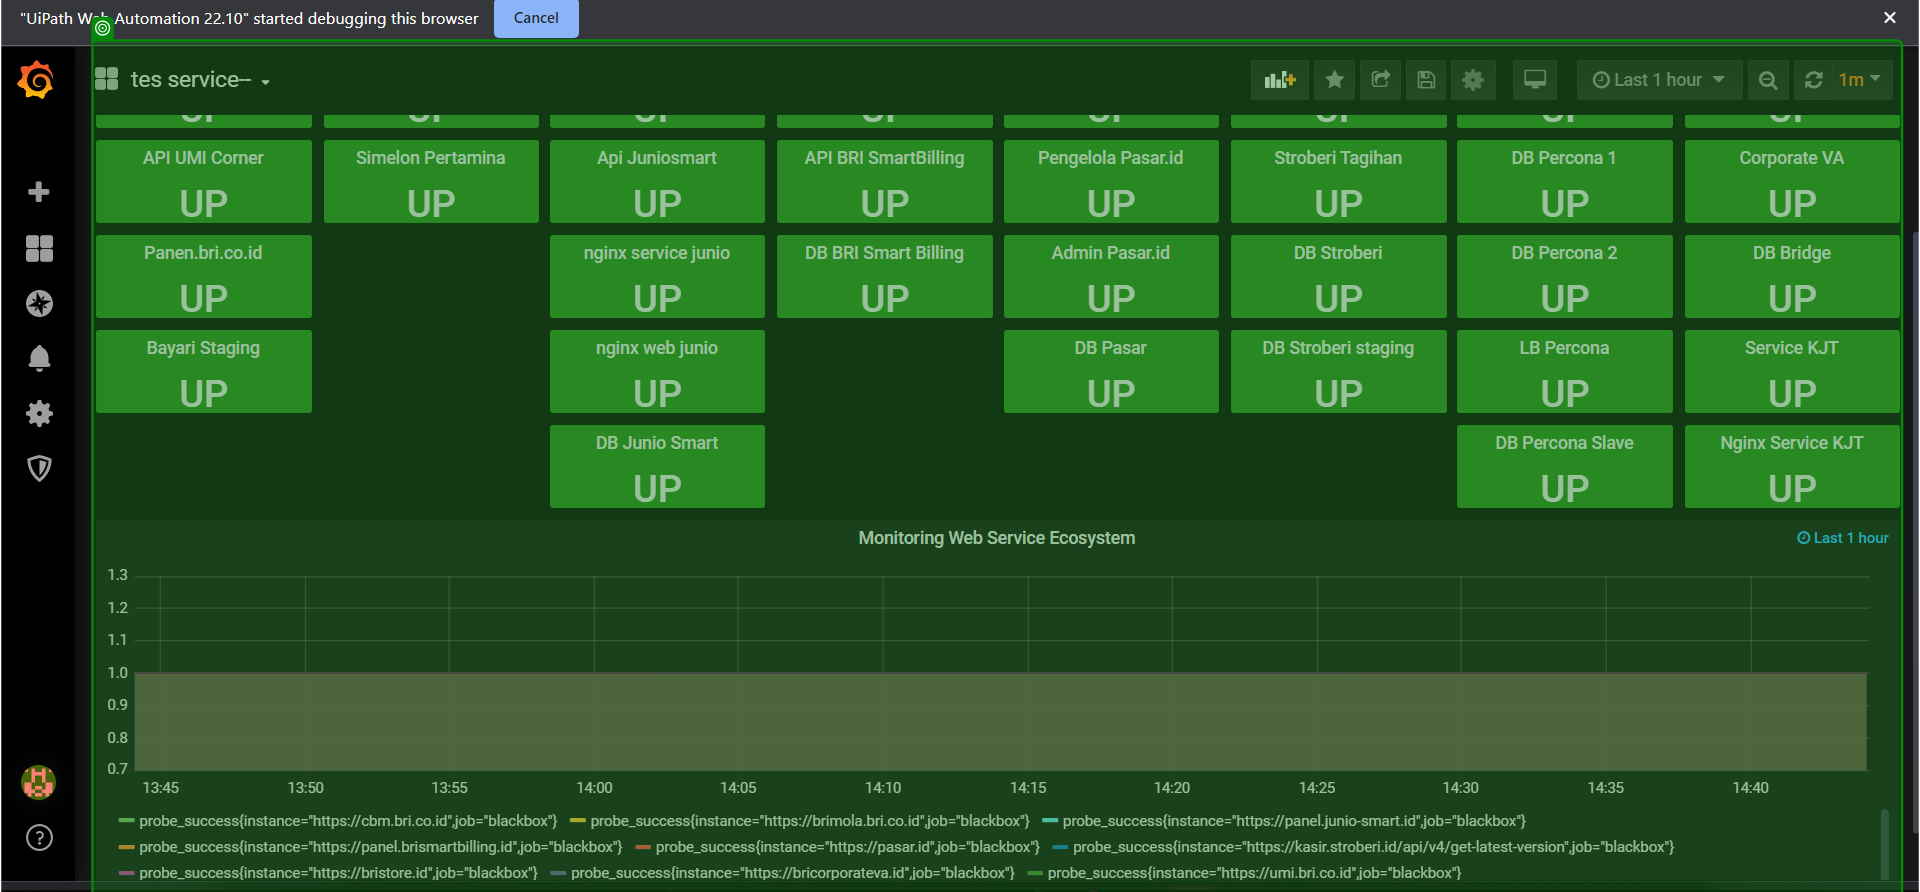 "UiPath Web Automation 22.10" started debugging this browser Cancel
tes service--
Last 1 hour 1m
UP UP UP UP UP UP UP UP
API UMI Corner Simelon Pertamina Api Juniosmart API BRI SmartBilling Pengelola Pasar.id Stroberi Tagihan DB Percona 1 Corporate VA
UP UP UP UP UP UP UP UP
Panen.bri.co.id nginx service junio DB BRI Smart Billing Admin Pasar.id DB Stroberi DB Percona 2 DB Bridge
UP UP UP UP UP UP UP
Bayari Staging nginx web junio DB Pasar DB Stroberi staging LB Percona Service KJT
UP UP UP UP UP UP
DB Junio Smart DB Percona Slave Nginx Service KJT
UP UP UP
Monitoring Web Service Ecosystem
Last 1 hour
1.3
1.2
1.1
1.0
0.9
0.8
0.7
13:45 13:50 13:55 14:00 14:05 14:10 14:15 14:20 14:25 14:30 14:35 14:40
probe_success{instance="https://cbm.bri.co.id",job="blackbox"} probe_success{instance="https://brimola.bri.co.id",job="blackbox"} probe_success{instance="https://panel.junio-smart.id",job="blackbox"}
probe_success{instance="https://panel.brismartbilling.id",job="blackbox"} probe_success{instance="https://pasar.id",job="blackbox"} probe_success{instance="https://kasir.stroberi.id/api/v4/get-latest-version",job="blackbox"}
probe_success{instance="https://bristore.id",job="blackbox"} probe_success{instance="https://bricorporateva.id",job="blackbox"} probe_success{instance="https://umi.bri.co.id",job="blackbox"}